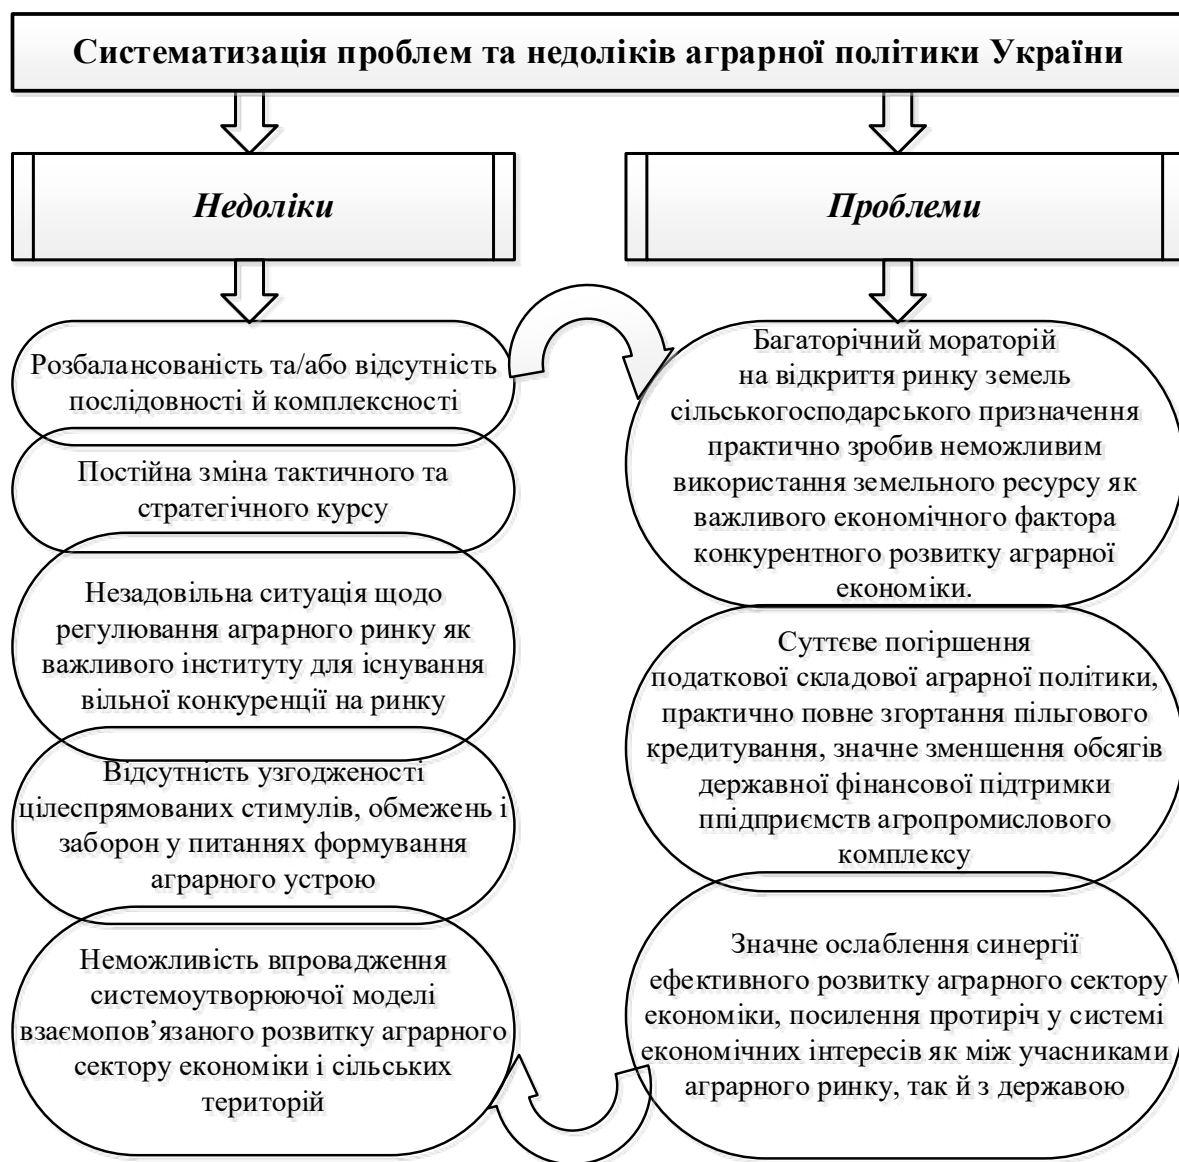 Систематизація проблем та недоліків аграрної політики України
Недоліки
Проблеми
Розбалансованість та/або відсутність
послідовності й комплексності
Постійна зміна тактичного та
стратегічного курсу
Незадовільна ситуація щодо
регулювання аграрного ринку як
важливого інституту для існування
вільної конкуренції на ринку
Відсутність узгодженості
цілеспрямованих стимулів, обмежень і
заборон у питаннях формування
аграрного устрою
Неможливість впровадження
системоутворюючої моделі
взаємопов’язаного розвитку аграрного
сектору економіки і сільських
територій
Багаторічний мораторій
на відкриття ринку земель
сільськогосподарського призначення
практично зробив неможливим
використання земельного ресурсу як
важливого економічного фактора
конкурентного розвитку аграрної
економіки.
Суттєве погіршення
податкової складової аграрної політики,
практично повне згортання пільгового
кредитування, значне зменшення обсягів
державної фінансової підтримки
ппідприємств агропромислового
комплексу
Значне ослаблення синергії
ефективного розвитку аграрного сектору
економіки, посилення протиріч у системі
економічних інтересів як між учасниками
аграрного ринку, так й з державою